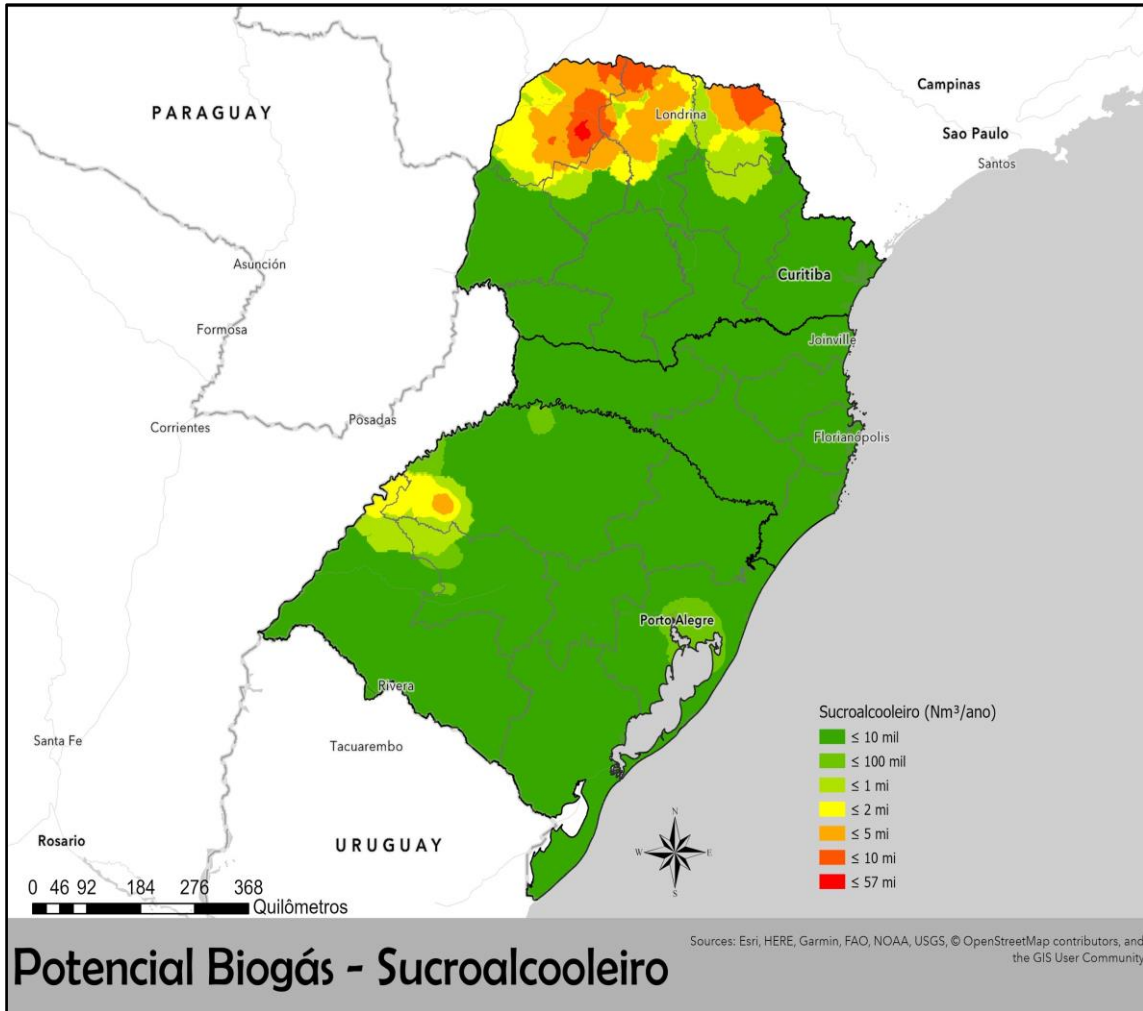 PARAGUAY
Campinas
Londrina
Sao Paulo
Santos
Asunción
Curitiba
Formosa
Joinville
Posadas
Corrientes
Florianópolis
Porto Alegre
Rivera
Santa Fe
Tacuarembo
Rosario
URUGUAY
Sucroalcooleiro (Nm³/ano)
≤ 10 mil
≤ 100 mil
≤ 1 mi
≤ 2 mi
≤ 5 mi
≤ 10 mi
≤ 57 mi
N
W E
S
0 46 92 184 276 368
Quilômetros
Potencial Biogás - Sucroalcooleiro
Sources: Esri, HERE, Garmin, FAO, NOAA, USGS, © OpenStreetMap contributors, and
the GIS User Community